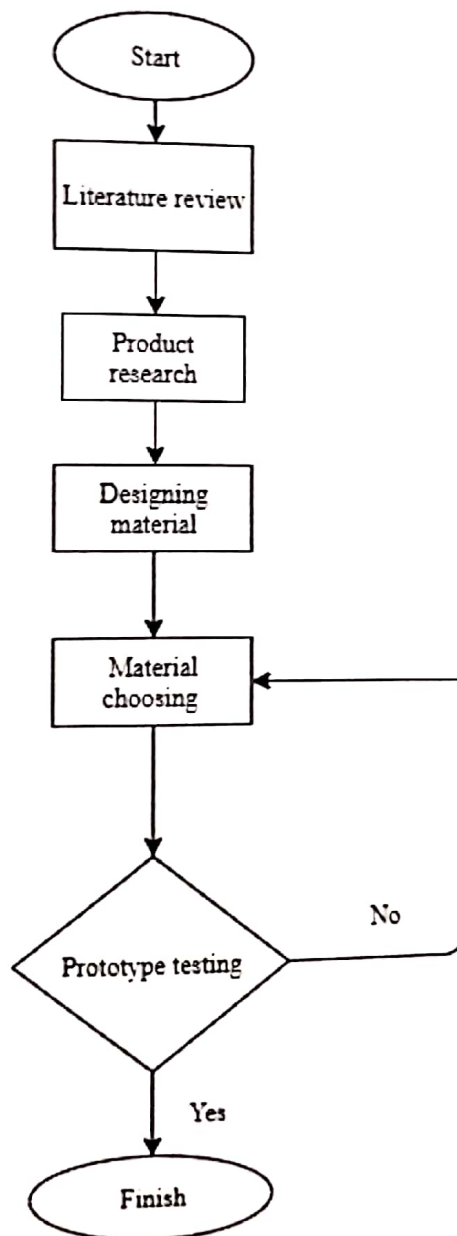 Start
Literature review
Product
research
Designing
material
Material
choosing
Prototype testing
No
Yes
Finish